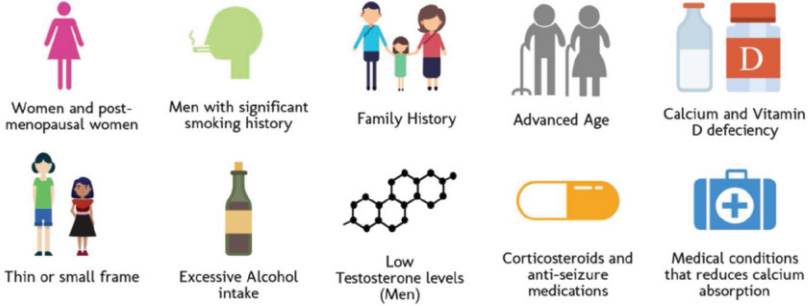 Women and post-
menopausal women
Men with significant
smoking history
Family History
Advanced Age
D
Calcium and Vitamin
D defeciency
Thin or small frame
Excessive Alcohol
intake
Low
Testosterone levels
(Men)
Corticosteroids and
anti-seizure
medications
Medical conditions
that reduces calcium
absorption